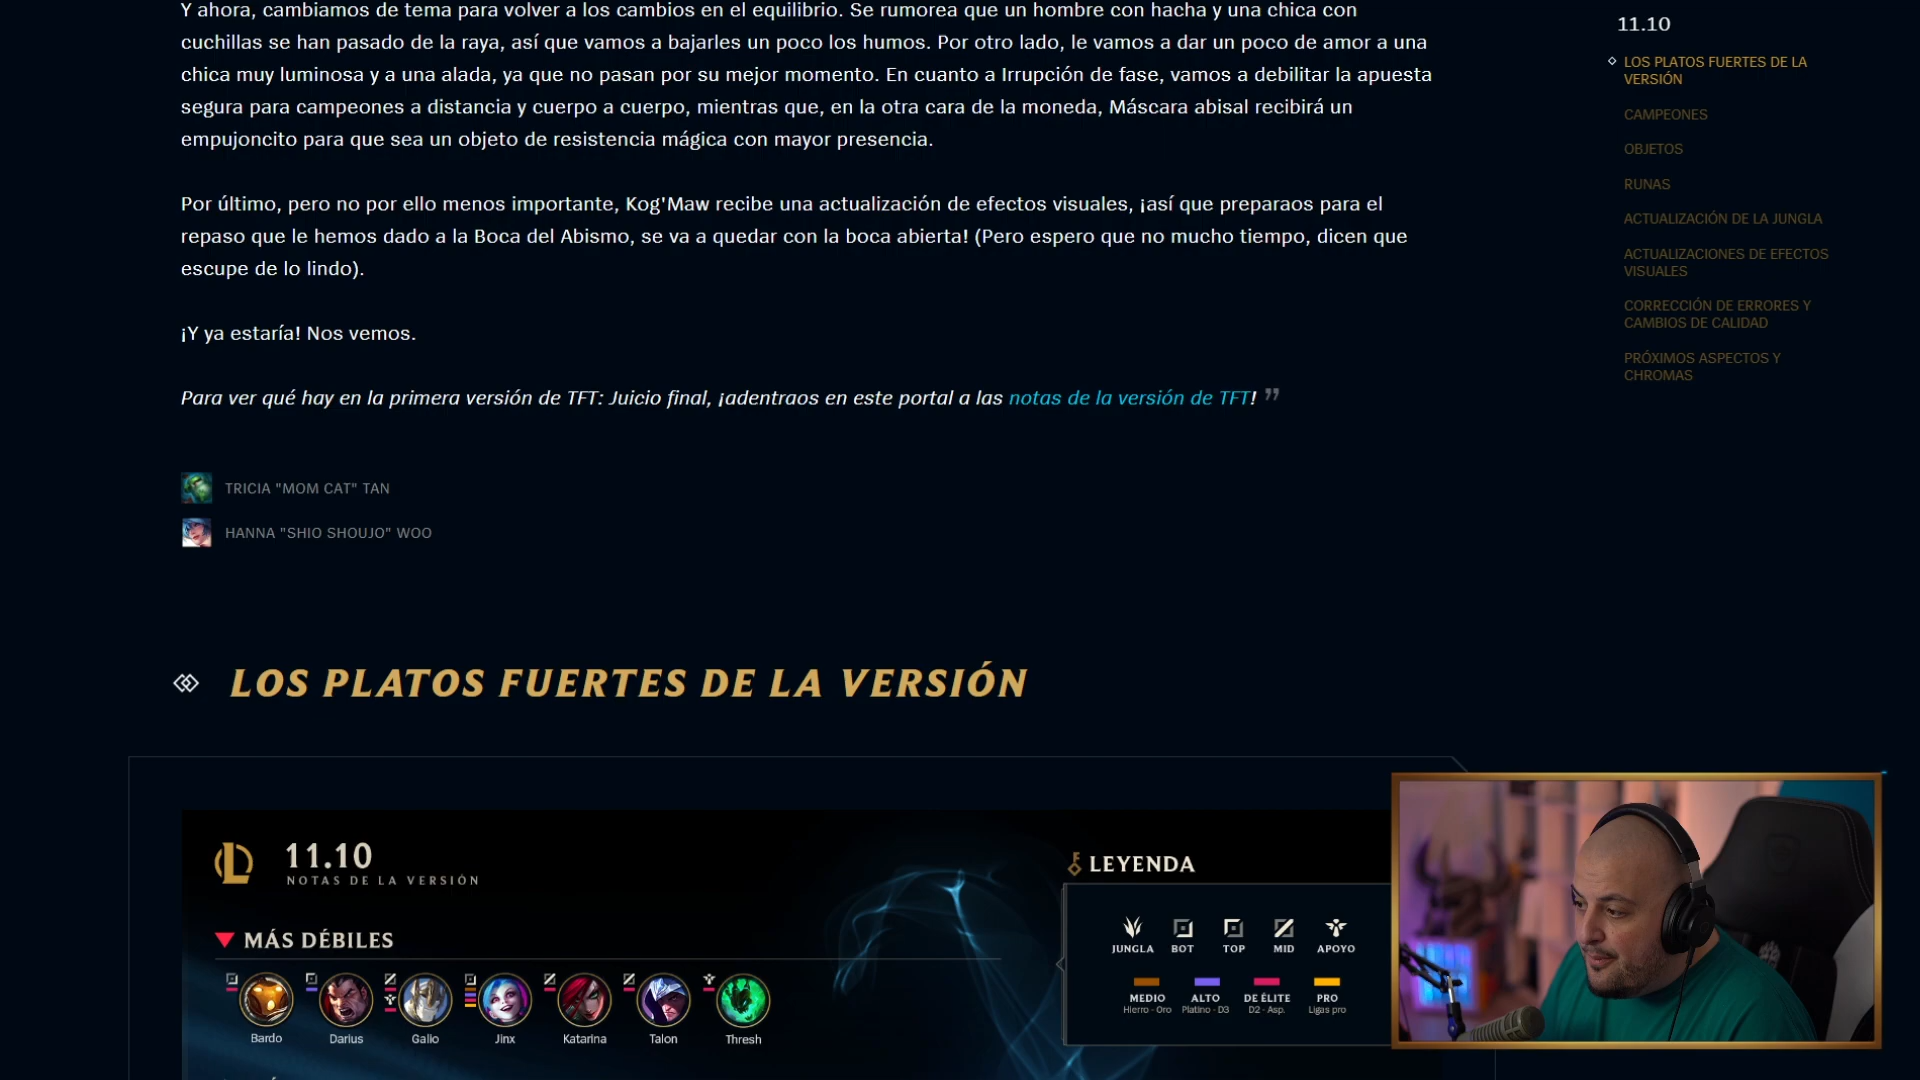 Y ahora, cambiamos de tema para volver a los cambios en el equilibrio. Se rumorea que un hombre con hacha y una chica con
cuchillas se han pasado de la raya, así que vamos a bajarles un poco los humos. Por otro lado, le vamos a dar un poco de amor a una
chica muy luminosa y a una alada, ya que no pasan por su mejor momento. En cuanto a Irrupción de fase, vamos a debilitar la apuesta
segura para campeones a distancia y cuerpo a cuerpo, mientras que, en la otra cara de la moneda, Máscara abisal recibirá un
empujoncito para que sea un objeto de resistencia mágica con mayor presencia.
Por último, pero no por ello menos importante, Kog'Maw recibe una actualización de efectos visuales, ¡así que preparaos para el
repaso que le hemos dado a la Boca del Abismo, se va a quedar con la boca abierta! (Pero espero que no mucho tiempo, dicen que
escupe de lo lindo).
¡Y ya estaría! Nos vemos.
Para ver qué hay en la primera versión de TFT: Juicio final, ¡adentraos en este portal a las notas de la versión de TFT! ”
TRICIA "MOM CAT" TAN
HANNA "SHIO SHOUJO" WOO
LOS PLATOS FUERTES DE LA VERSIÓN
11.10
NOTAS DE LA VERSIÓN
MÁS DÉBILES
Bardo Darius Galio Jinx Katarina Talon Thresh
LEYENDA
JUNGLA BOT TOP MID APOYO
MEDIO ALTO DE ÉLITE PRO
Hierro - Oro Platino - D3 D2 - Asp. Ligas pro
11.10
LOS PLATOS FUERTES DE LA
VERSIÓN
CAMPEONES
OBJETOS
RUNAS
ACTUALIZACIÓN DE LA JUNGLA
ACTUALIZACIONES DE EFECTOS
VISUALES
CORRECCIÓN DE ERRORES Y
CAMBIOS DE CALIDAD
PRÓXIMOS ASPECTOS Y
CHROMAS